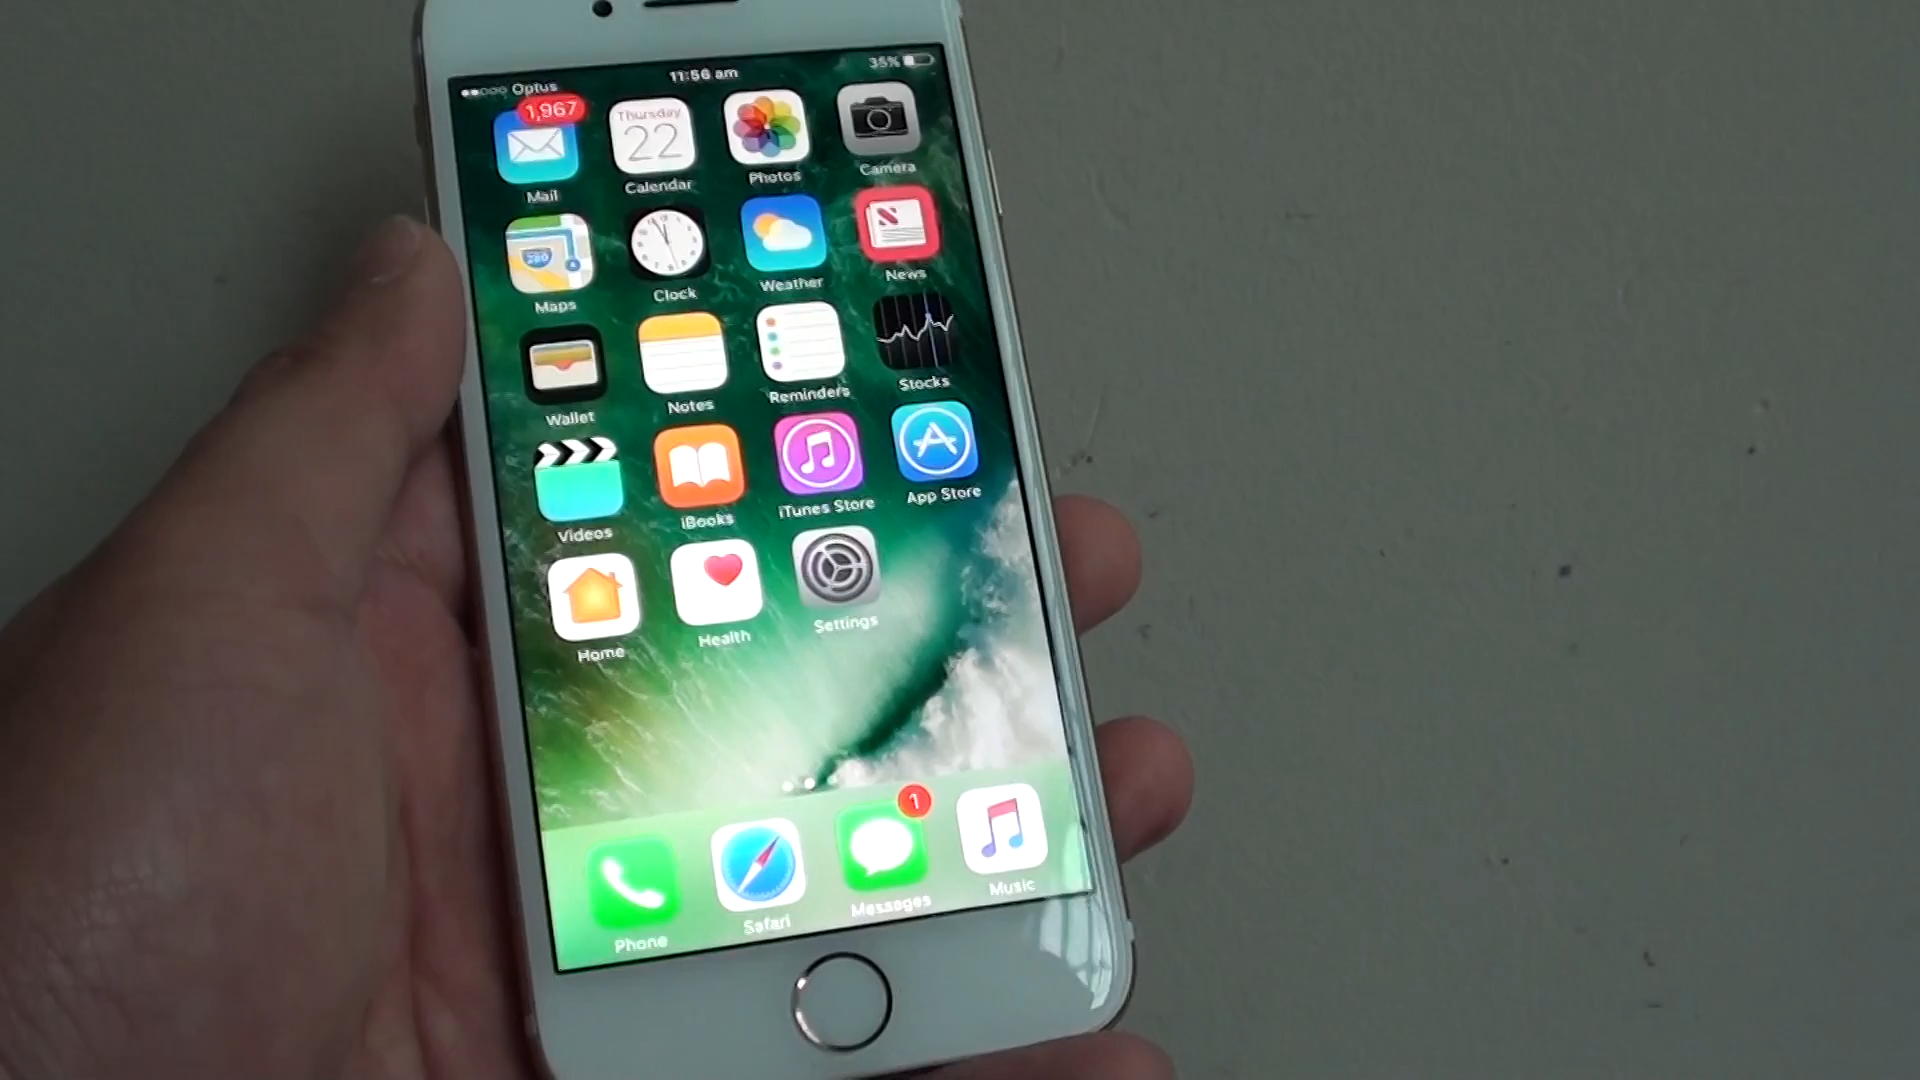 Optus 11:56 am 35%
1,967
Thursday
22
Mail Calendar Photos Camera
280
Maps Clock Weather News
Wallet Notes Reminders Stocks
Videos iBooks iTunes Store App Store
Home Health Settings
1
Phone Safari Messages Music